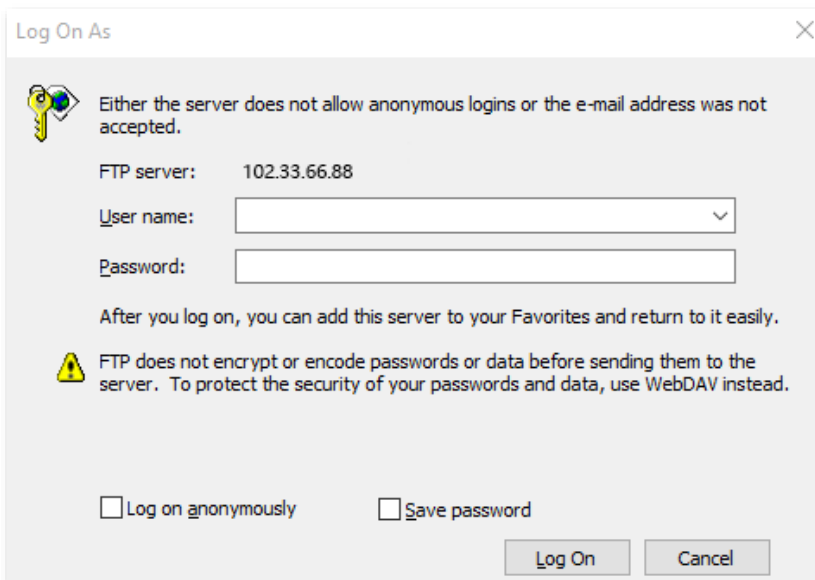 Log On As
Either the server does not allow anonymous logins or the e-mail address was not
accepted.
FTP server: 102.33.66.88
User name:
Password:
After you log on, you can add this server to your Favorites and return to it easily.
FTP does not encrypt or encode passwords or data before sending them to the
server.  To protect the security of your passwords and data, use WebDAV instead.
Log on anonymously Save password
Log On Cancel